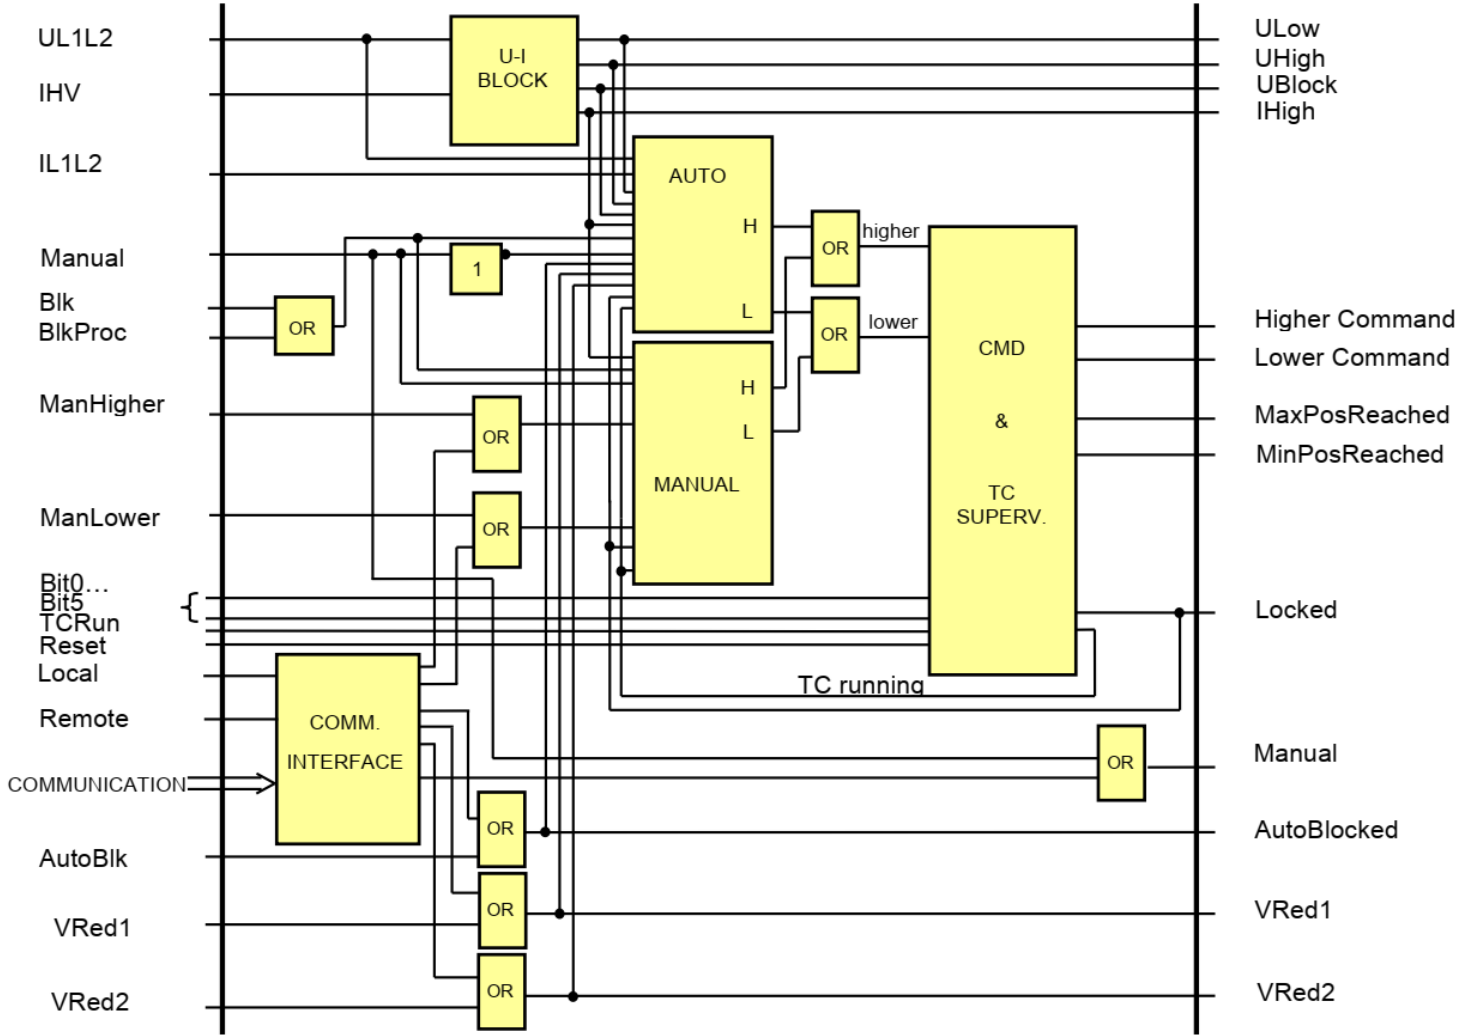 UL1L2
IHV
IL1L2
Manual
Blk
BlkProc
ManHigher
ManLower
Bit0...
Bit5
TCRun
Reset
Local
Remote
COMMUNICATION
AutoBlk
VRed1
VRed2
U-I
BLOCK
AUTO
H
L
1
OR
OR
higher
OR
lower
MANUAL
H
L
OR
OR
CMD
&
TC
SUPERV.
TC running
COMM.
INTERFACE
OR
OR
OR
OR
ULow
UHigh
UBlock
IHigh
Higher Command
Lower Command
MaxPosReached
MinPosReached
Locked
Manual
AutoBlocked
VRed1
VRed2